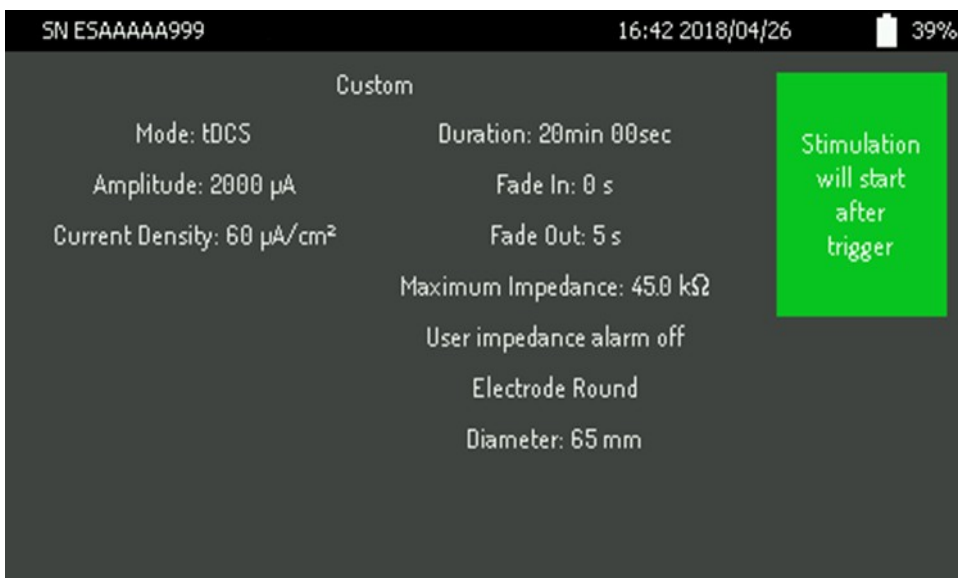 SN ESAAAAA999 16:42 2018/04/26 39%
Custom
Mode: tDCS Duration: 20min 00sec
Amplitude: 2000 µA Fade In: 0 s
Current Density: 60 µA/cm² Fade Out: 5 s
Maximum Impedance: 45.0 kΩ
User impedance alarm off
Electrode Round
Diameter: 65 mm
Stimulation
will start
after
trigger